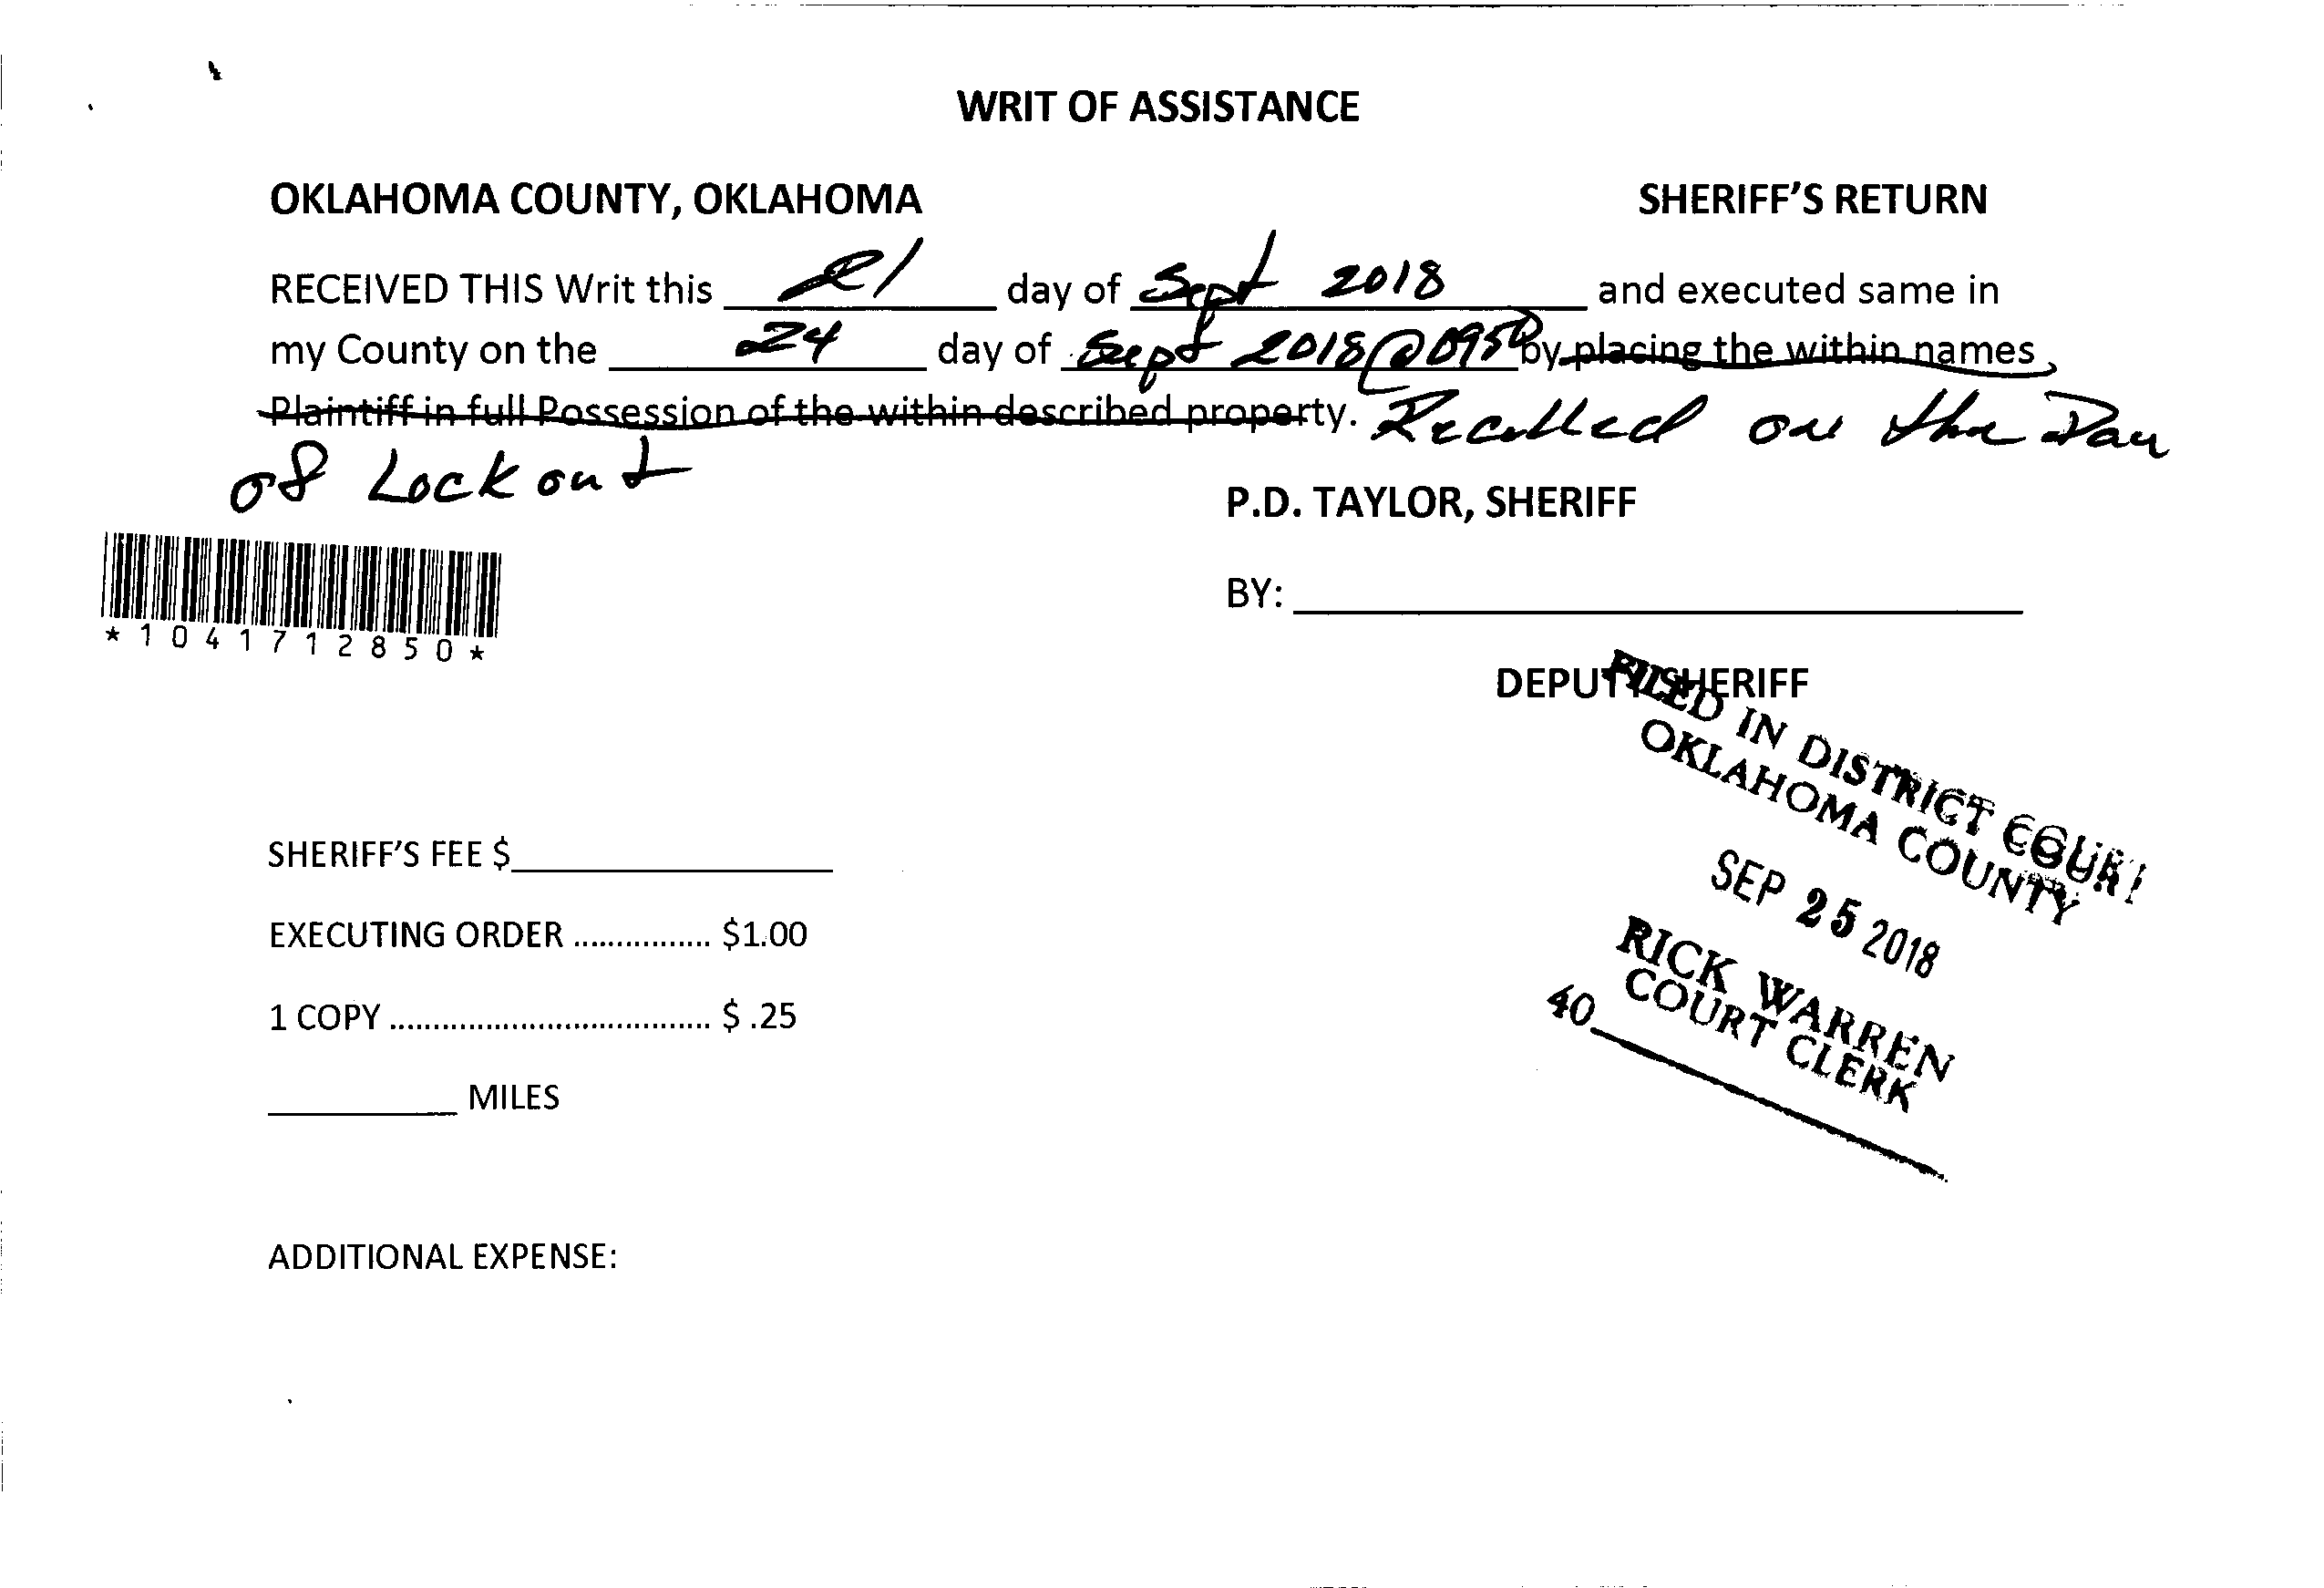 WRIT OF ASSISTANCE
OKLAHOMA COUNTY, OKLAHOMA SHERIFF'S RETURN
RECEIVED THIS Writ this 21 day of Sept 2018 and executed same in
my County on the 24 day of Sept 2018 @ 0950 by placing the within names
Plaintiff in full Possession of the within described property. Recalled on the Day
of Lockout
P.D. TAYLOR, SHERIFF
BY:
*1041712850*
DEPUTY SHERIFF
FILED IN DISTRICT COURT
OKLAHOMA COUNTY
SEP 25 2018
RICK WARREN
COURT CLERK
40
SHERIFF'S FEE $
EXECUTING ORDER ................ $1.00
1 COPY ..................................... $ .25
MILES
ADDITIONAL EXPENSE: